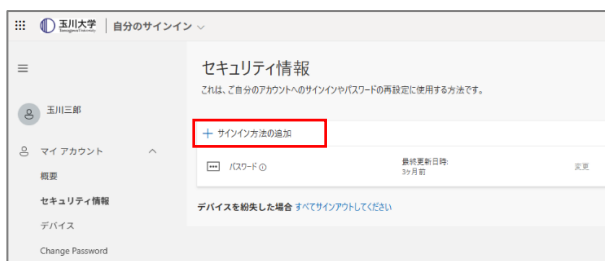 玉川大学 自分のサインイン
セキュリティ情報
これは、ご自分のアカウントへのサインインやパスワードの再設定に使用する方法です。
玉川三郎
+ サインイン方法の追加
マイ アカウント
パスワード
最終更新日時:
3ヶ月前
変更
概要
セキュリティ情報
デバイスを紛失した場合 すべてサインアウトしてください
デバイス
Change Password